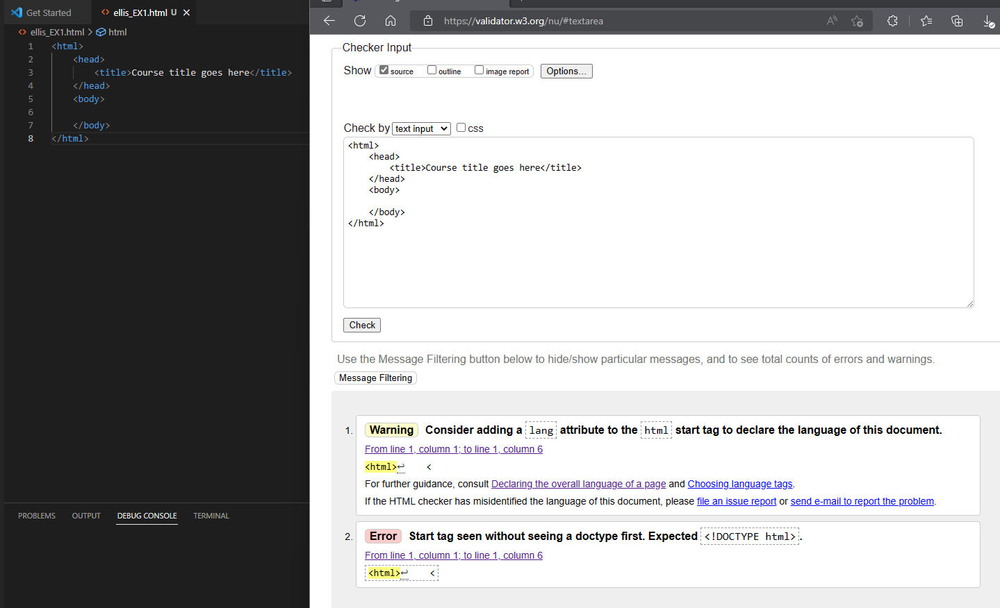 Get Started
ellis_EX1.html U
ellis_EX1.html > html
1 <html>
2 <head>
3 <title>Course title goes here</title>
4 </head>
5 <body>
6
7 </body>
8 </html>
PROBLEMS OUTPUT DEBUG CONSOLE TERMINAL
https://validator.w3.org/nu/#textarea
Checker Input
Show source outline image report Options...
Check by text input css
<html>
<head>
<title>Course title goes here</title>
</head>
<body>
</body>
</html>
Check
Use the Message Filtering button below to hide/show particular messages, and to see total counts of errors and warnings.
Message Filtering
1. Warning Consider adding a lang attribute to the html start tag to declare the language of this document.
From line 1, column 1; to line 1, column 6
<html>↩ <
For further guidance, consult Declaring the overall language of a page and Choosing language tags.
If the HTML checker has misidentified the language of this document, please file an issue report or send e-mail to report the problem.
2. Error Start tag seen without seeing a doctype first. Expected <!DOCTYPE html>.
From line 1, column 1; to line 1, column 6
<html>↩ <